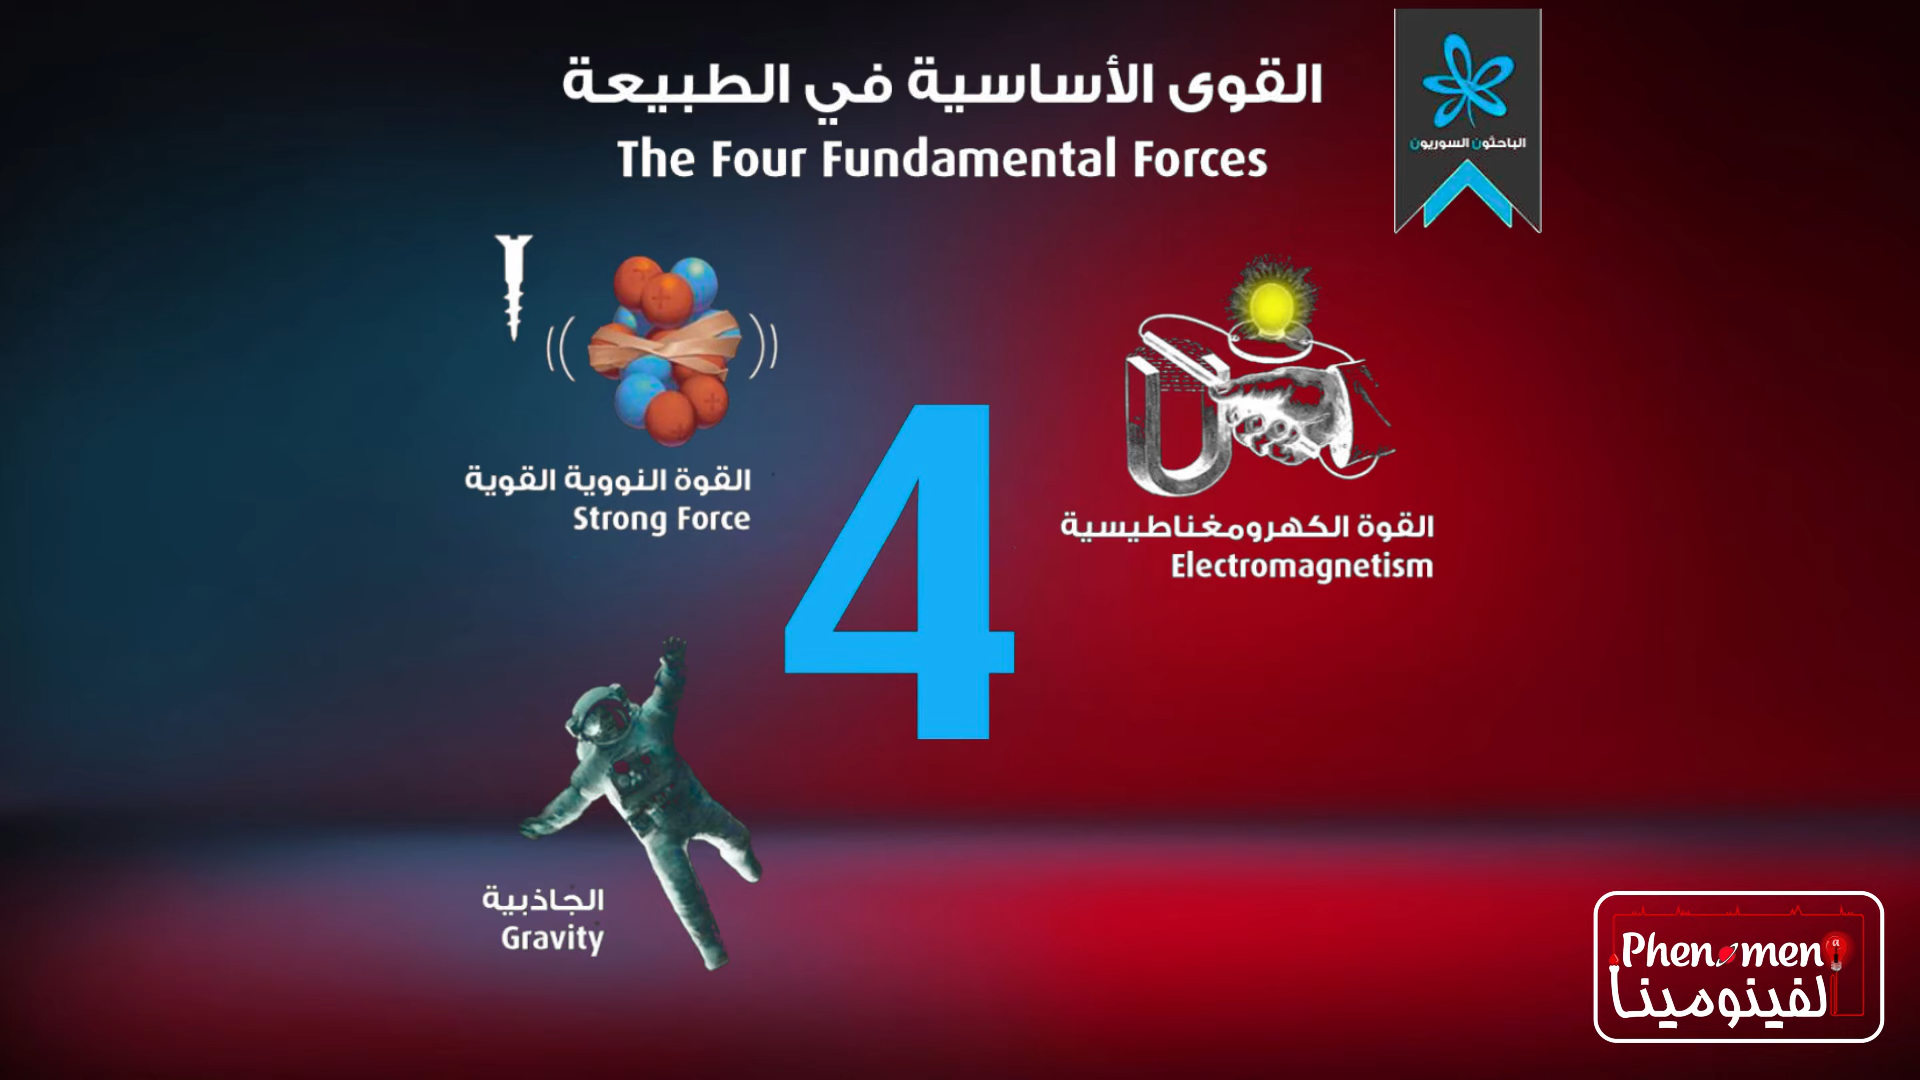 القوى الأساسية في الطبيعة
The Four Fundamental Forces
الباحثون السوريون
القوة النووية القوية
Strong Force
القوة الكهرومغناطيسية
Electromagnetism
4
الجاذبية
Gravity
Phenomena
الفينومينا